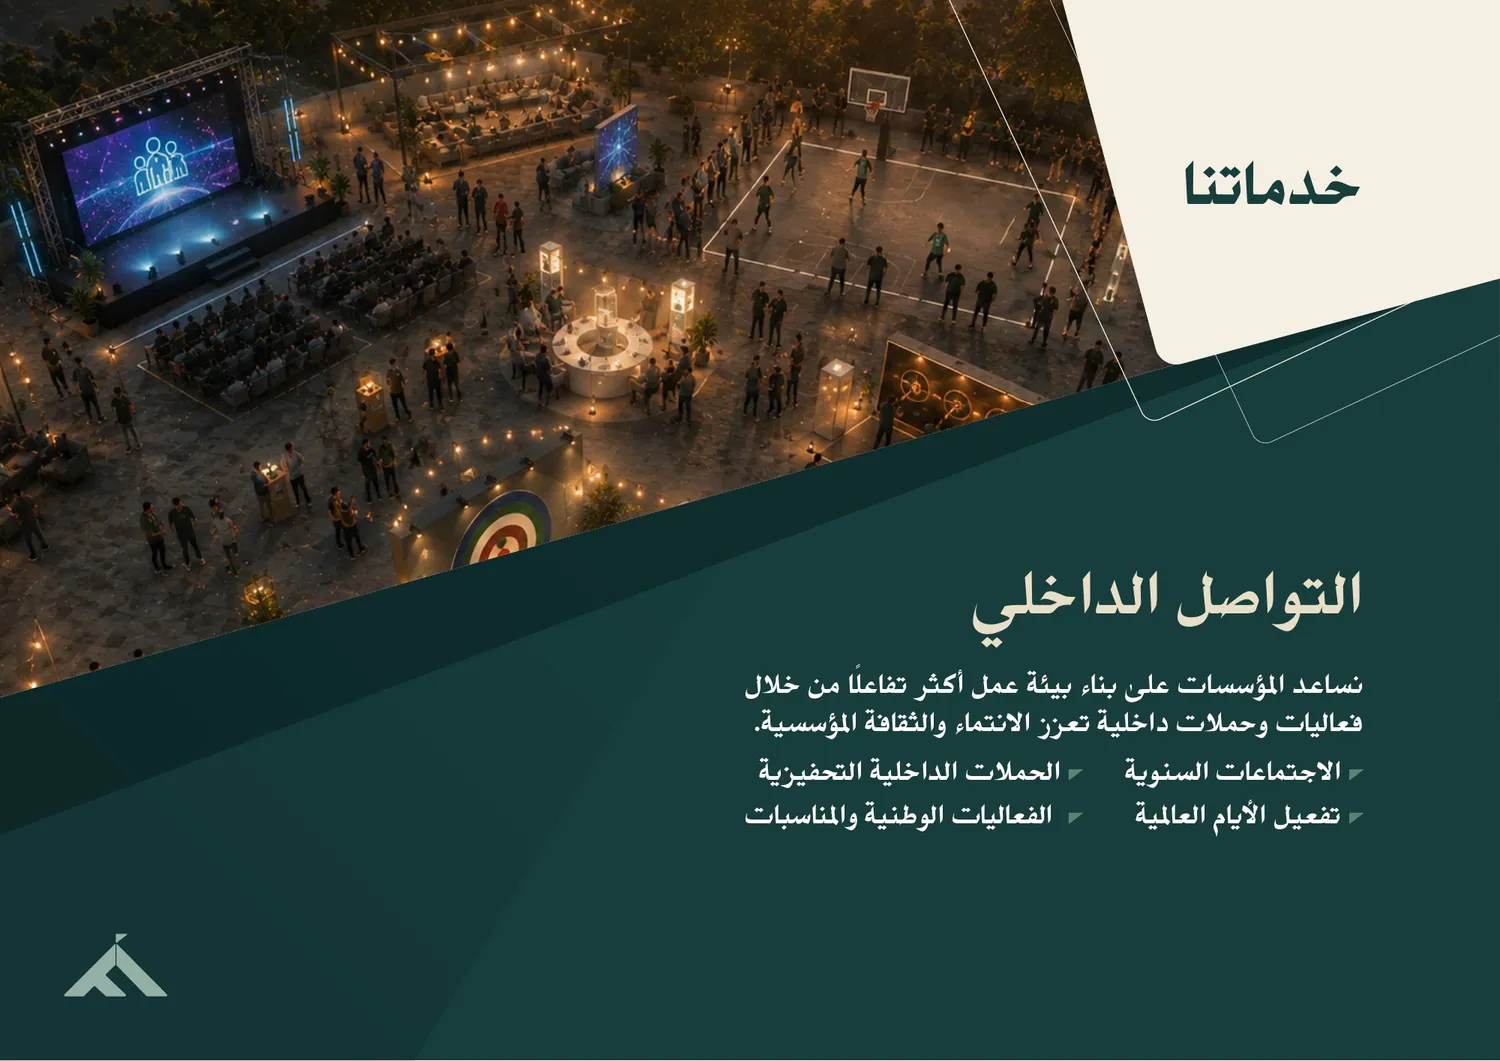 خدماتنا
التواصل الداخلي
نساعد المؤسسات على بناء بيئة عمل أكثر تفاعلًا من خلال
فعاليات وحملات داخلية تعزز الانتماء والثقافة المؤسسية.
الاجتماعات السنوية
الحملات الداخلية التحفيزية
تفعيل الأيام العالمية
الفعاليات الوطنية والمناسبات